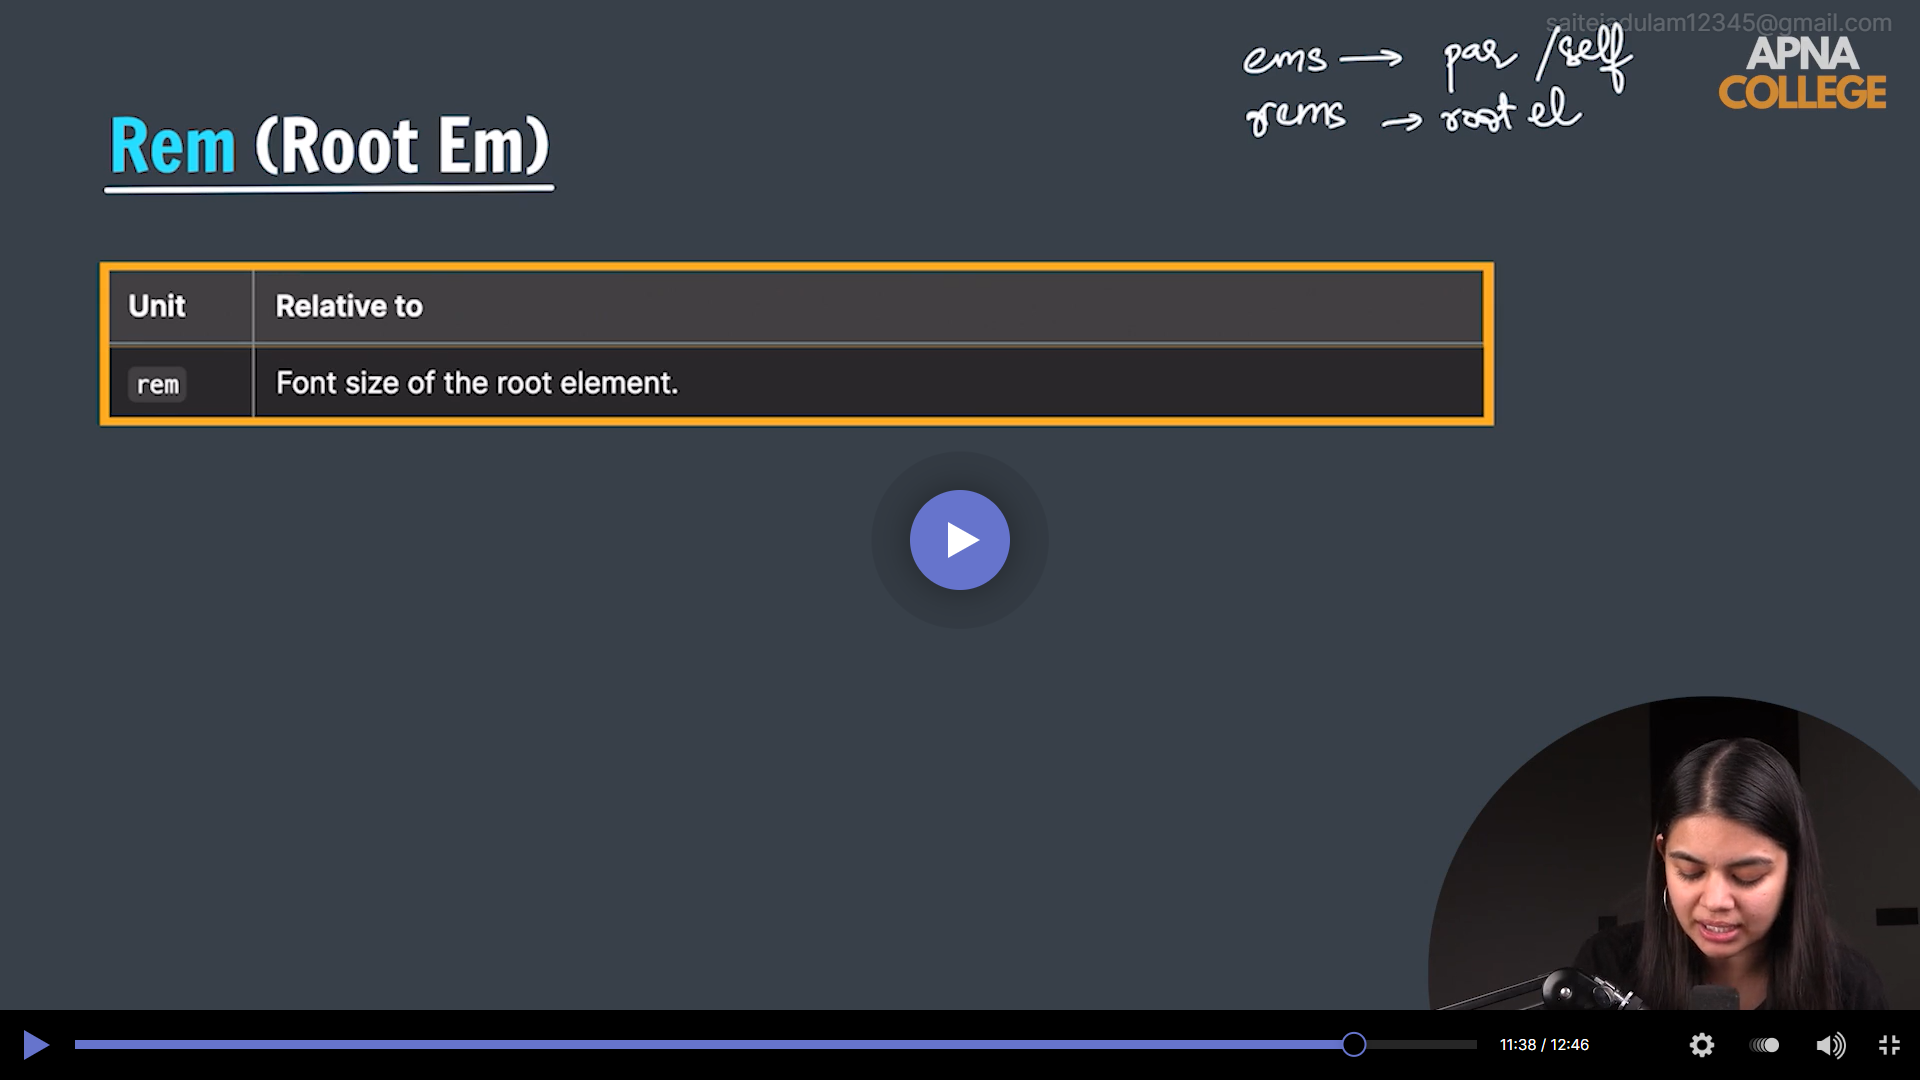 saitejadulam12345@gmail.com
ems → par /self
APNA
COLLEGE
rems → root el
Rem (Root Em)
Unit Relative to
rem Font size of the root element.
11:38 / 12:46